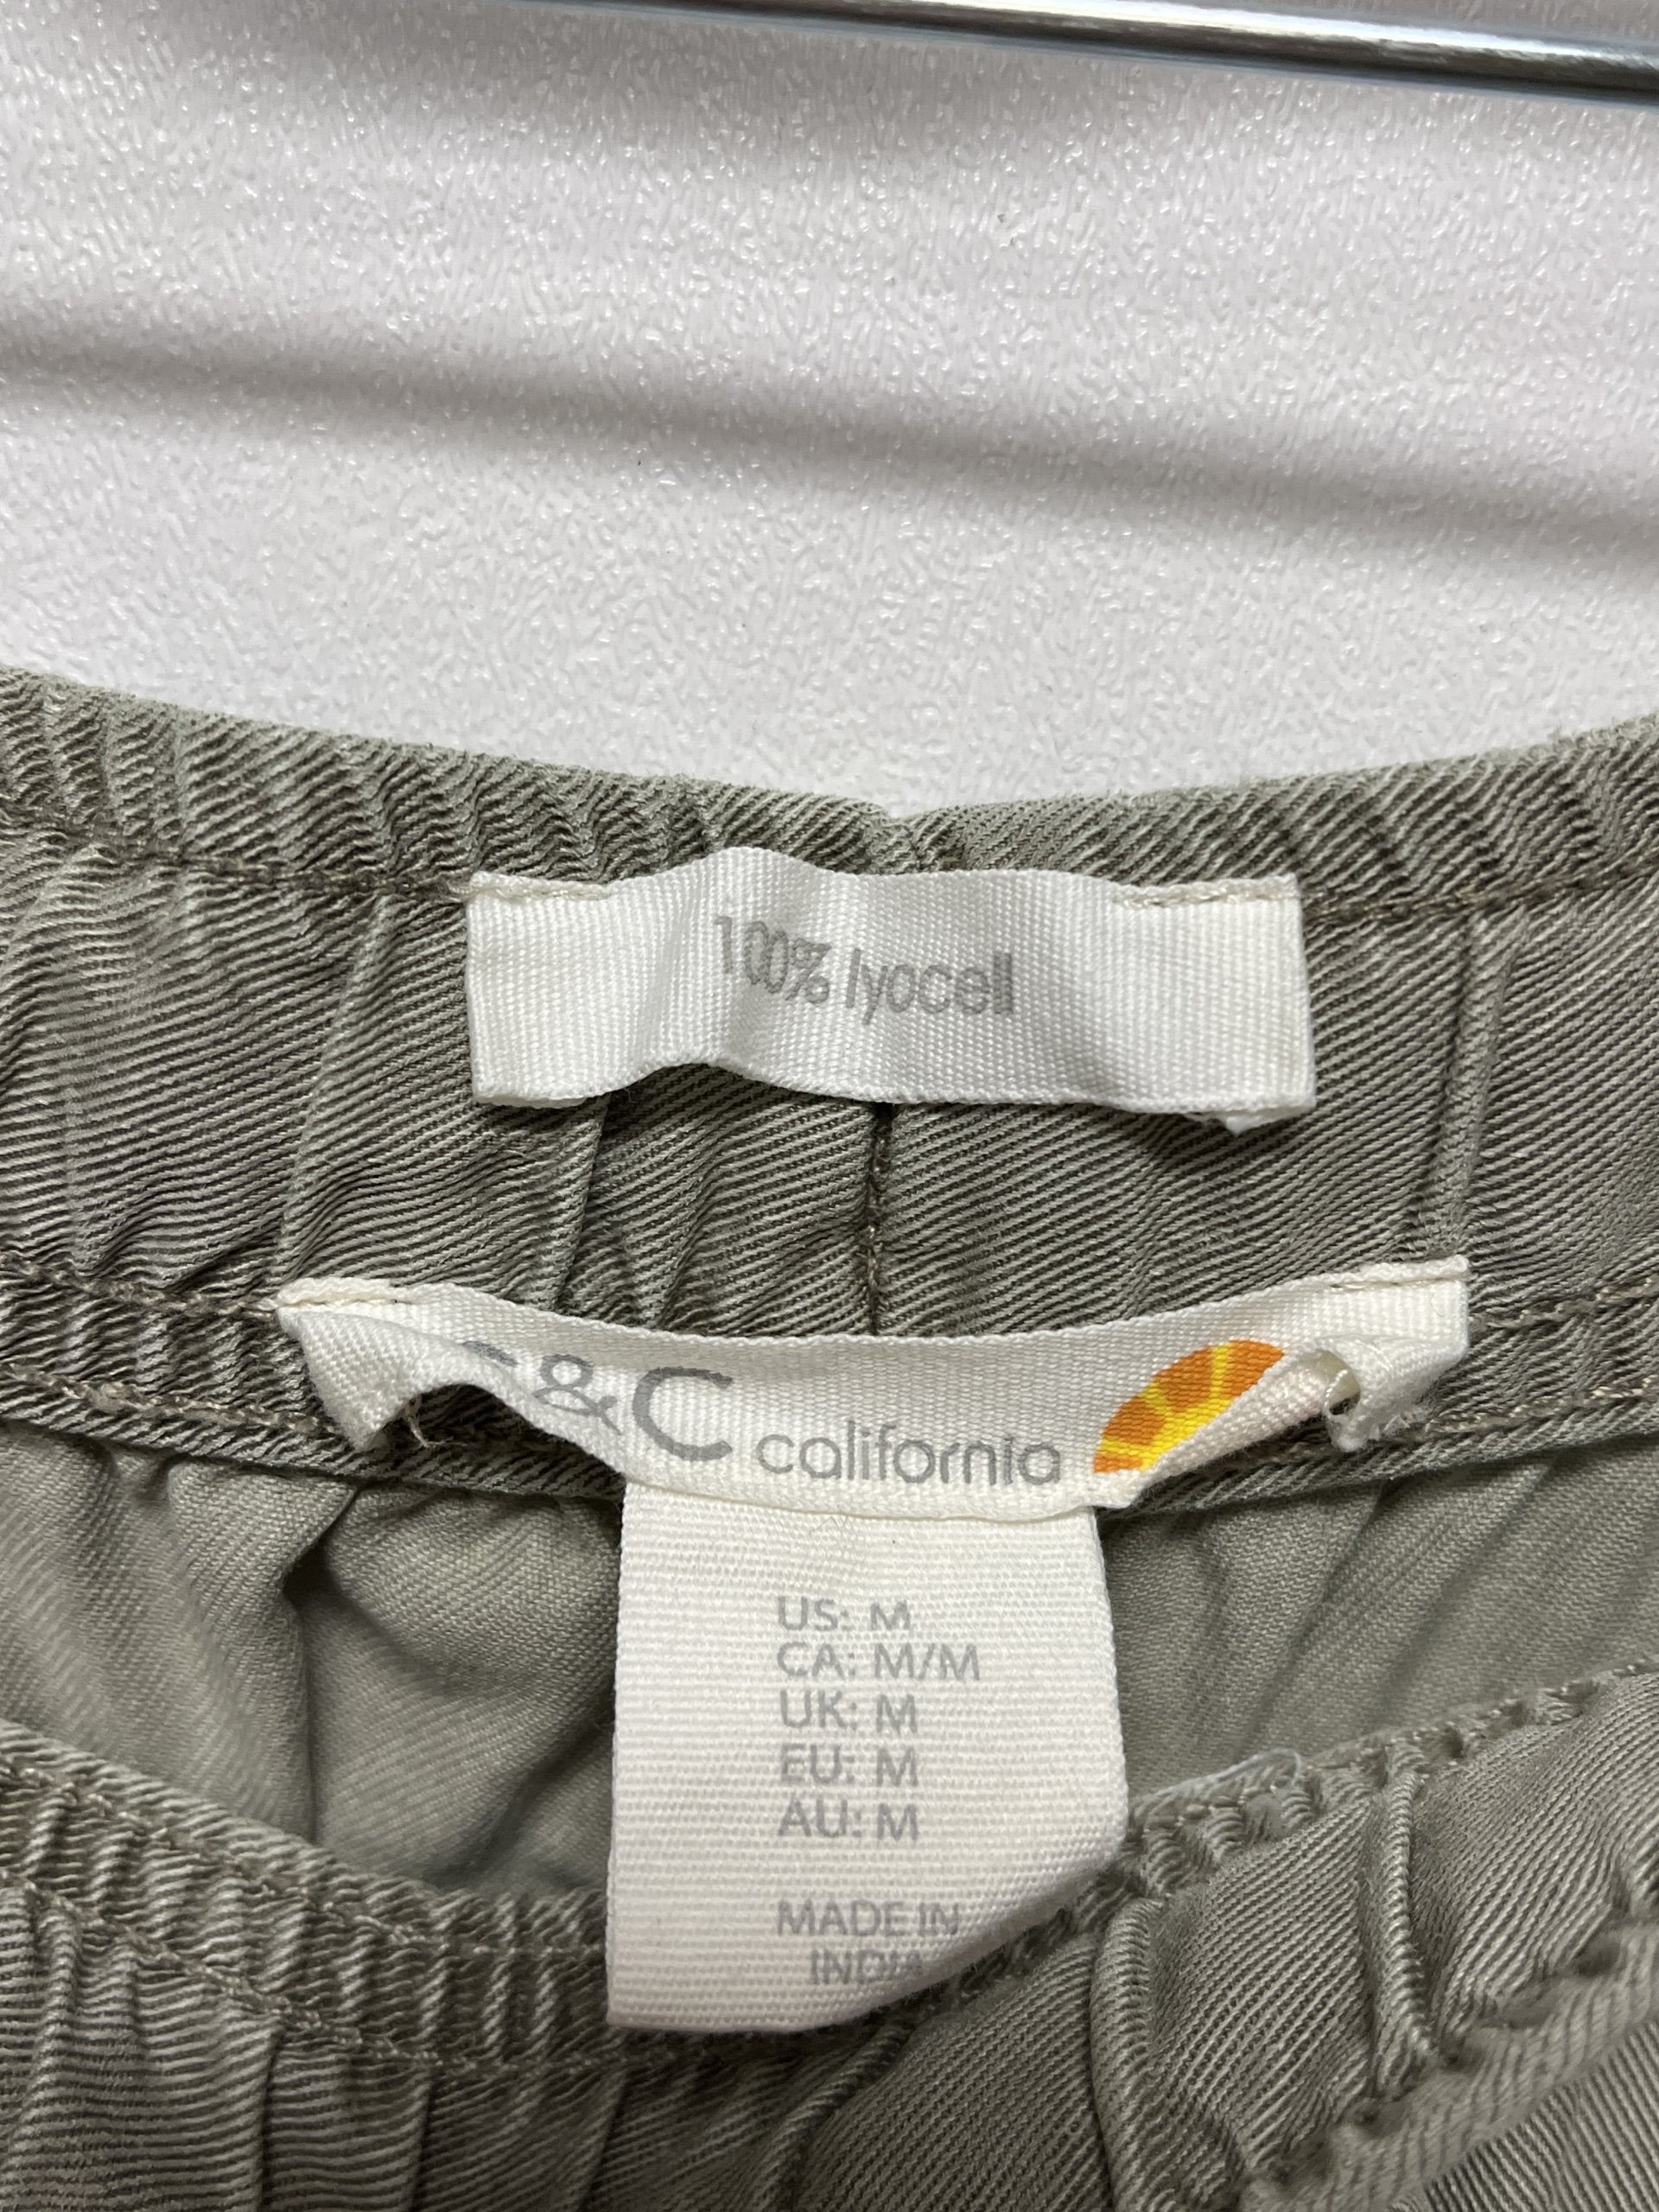 100% lyocell
&C california
US: M
CA: M/M
UK: M
EU: M
AU: M
MADE IN
INDIA